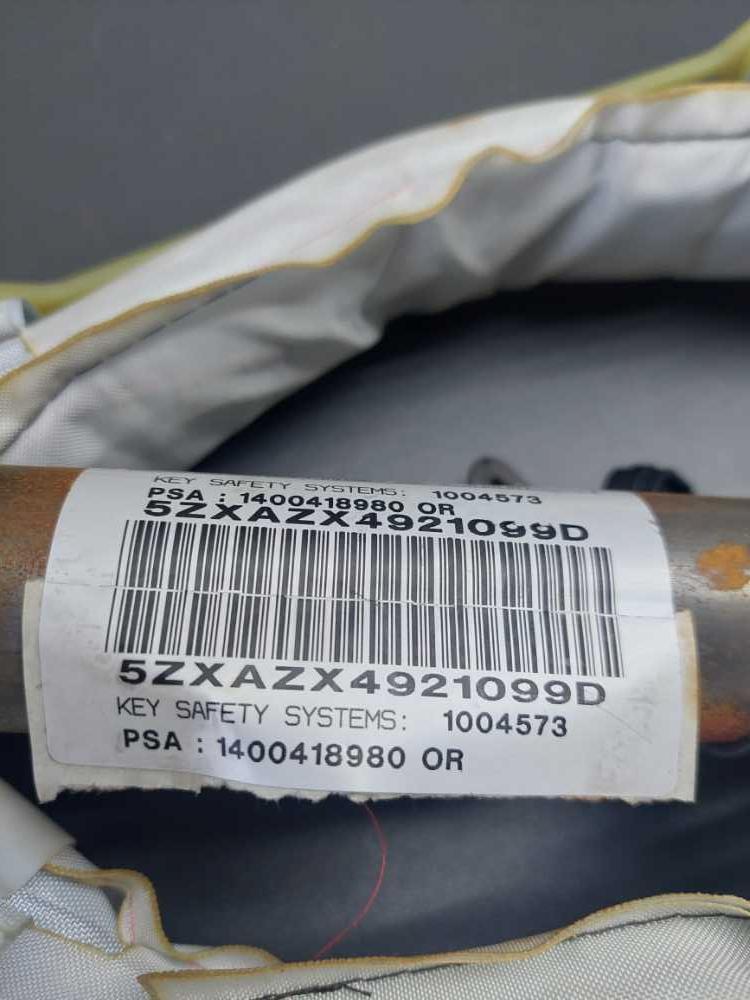 KEY SAFETY SYSTEMS: 1004573
PSA : 1400418980 OR
5ZXAZX4921099D
5ZXAZX4921099D
KEY SAFETY SYSTEMS: 1004573
PSA : 1400418980 OR